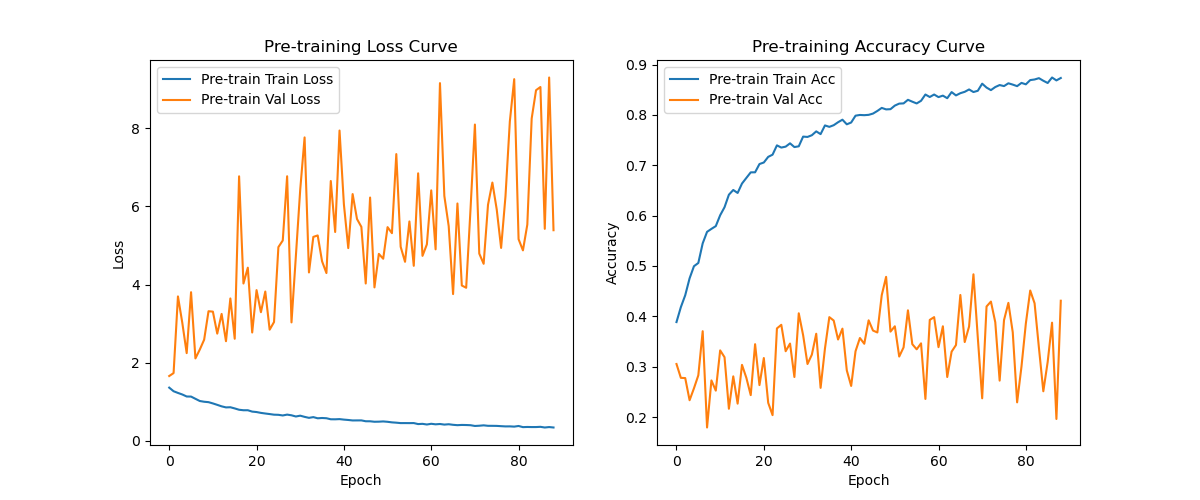 Pre-training Loss Curve
Pre-train Train Loss
Pre-train Val Loss
8
6
4
2
0
Loss
0 20 40 60 80
Epoch
Pre-training Accuracy Curve
Pre-train Train Acc
Pre-train Val Acc
0.9
0.8
0.7
0.6
0.5
0.4
0.3
0.2
Accuracy
0 20 40 60 80
Epoch